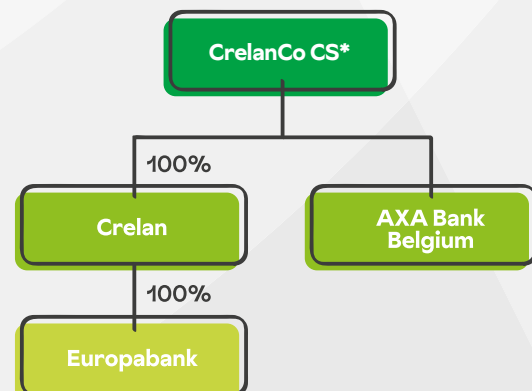 CrelanCo CS*
100%
Crelan
AXA Bank
Belgium
100%
Europabank